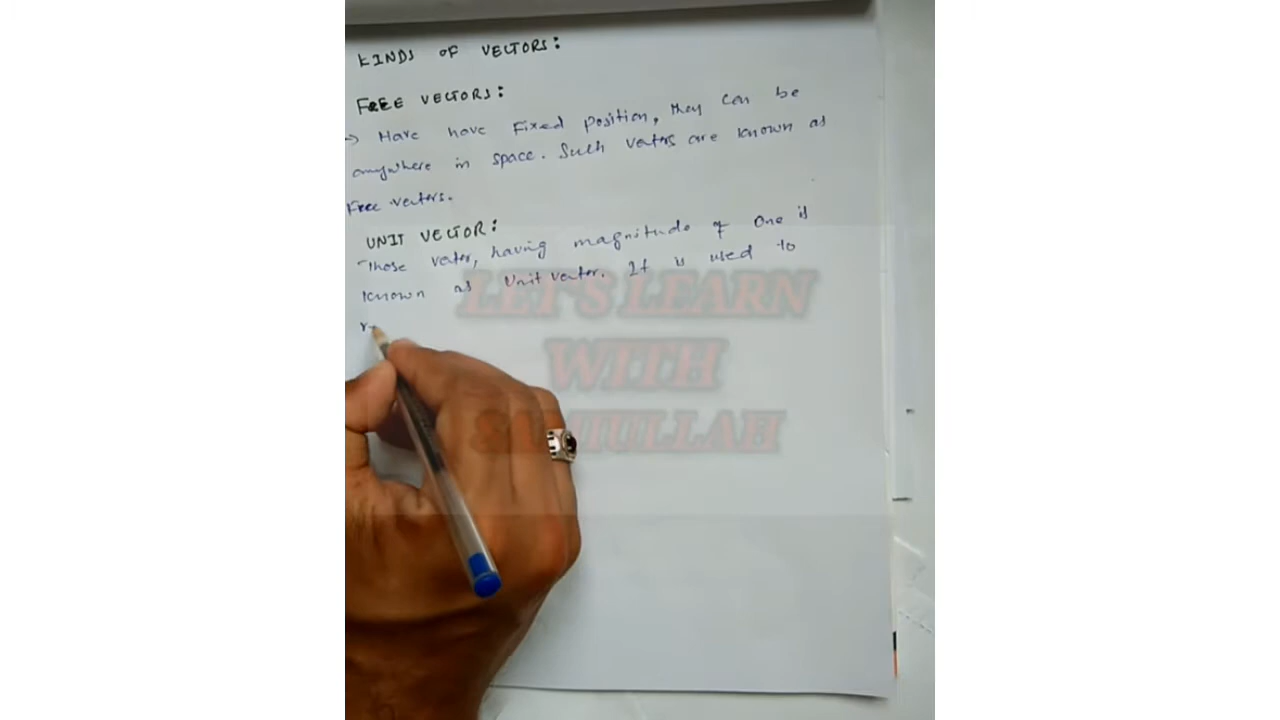 KINDS OF VECTORS:
FREE VECTORS:
→ Have have Fixed position, they can be
anywhere in space. Such vectors are known as
Free vectors.
UNIT VECTOR:
Those vector, having magnitude of one is
known as Unit vector. It is used to
r
LET'S LEARN
WITH
SAMIULLAH